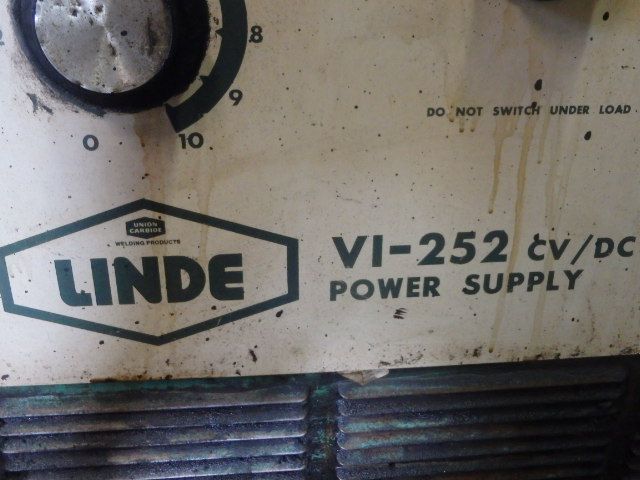 8
9
0
10
DO NOT SWITCH UNDER LOAD
UNION
CARBIDE
WELDING PRODUCTS
LINDE
VI-252 CV/DC
POWER SUPPLY